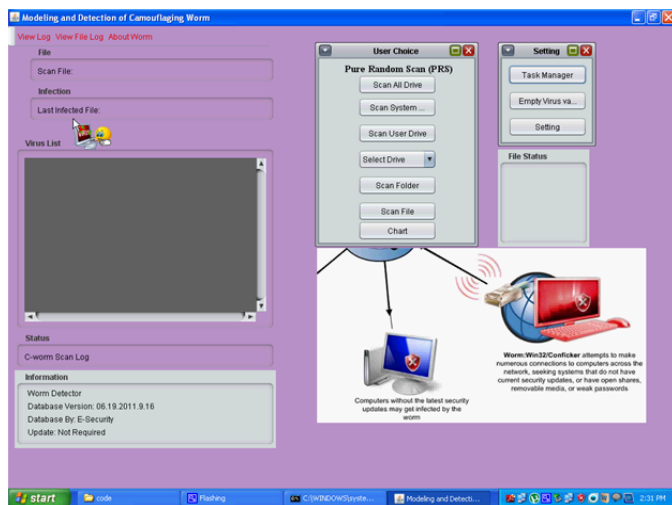 Modeling and Detection of Camouflaging Worm
View Log View File Log About Worm
File
Scan File:
Infection
Last Infected File:
Virus List
Status
C-worm Scan Log
Information
Worm Detector
Database Version: 06.19.2011.9.16
Database By: E-Security
Update: Not Required
User Choice
Pure Random Scan (PRS)
Scan All Drive
Scan System ...
Scan User Drive
Select Drive
Scan Folder
Scan File
Chart
Setting
Task Manager
Empty Virus va...
Setting
File Status
Computers without the latest security
updates may get infected by the
worm
Worm:Win32/Conficker attempts to make
numerous connections to computers across the
network, seeking systems that do not have
current security updates, or have open shares,
removable media, or weak passwords
start
code
Flashing
C:\WINDOWS\syste...
Modeling and Detecti...
2:31 PM